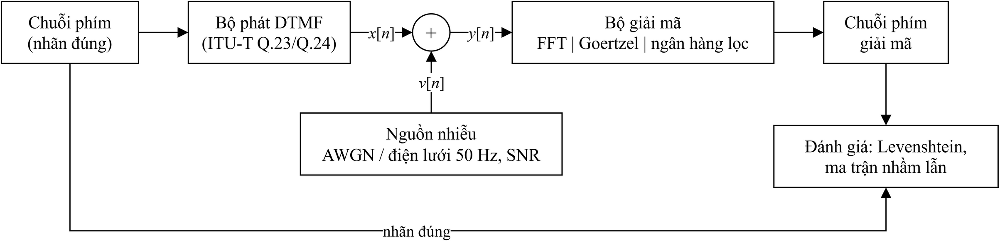 Chuỗi phím
(nhãn đúng)
Bộ phát DTMF
(ITU-T Q.23/Q.24)
x[n]
+
y[n]
Bộ giải mã
FFT | Goertzel | ngân hàng lọc
Chuỗi phím
giải mã
v[n]
Nguồn nhiễu
AWGN / điện lưới 50 Hz, SNR
Đánh giá: Levenshtein,
ma trận nhầm lẫn
nhãn đúng